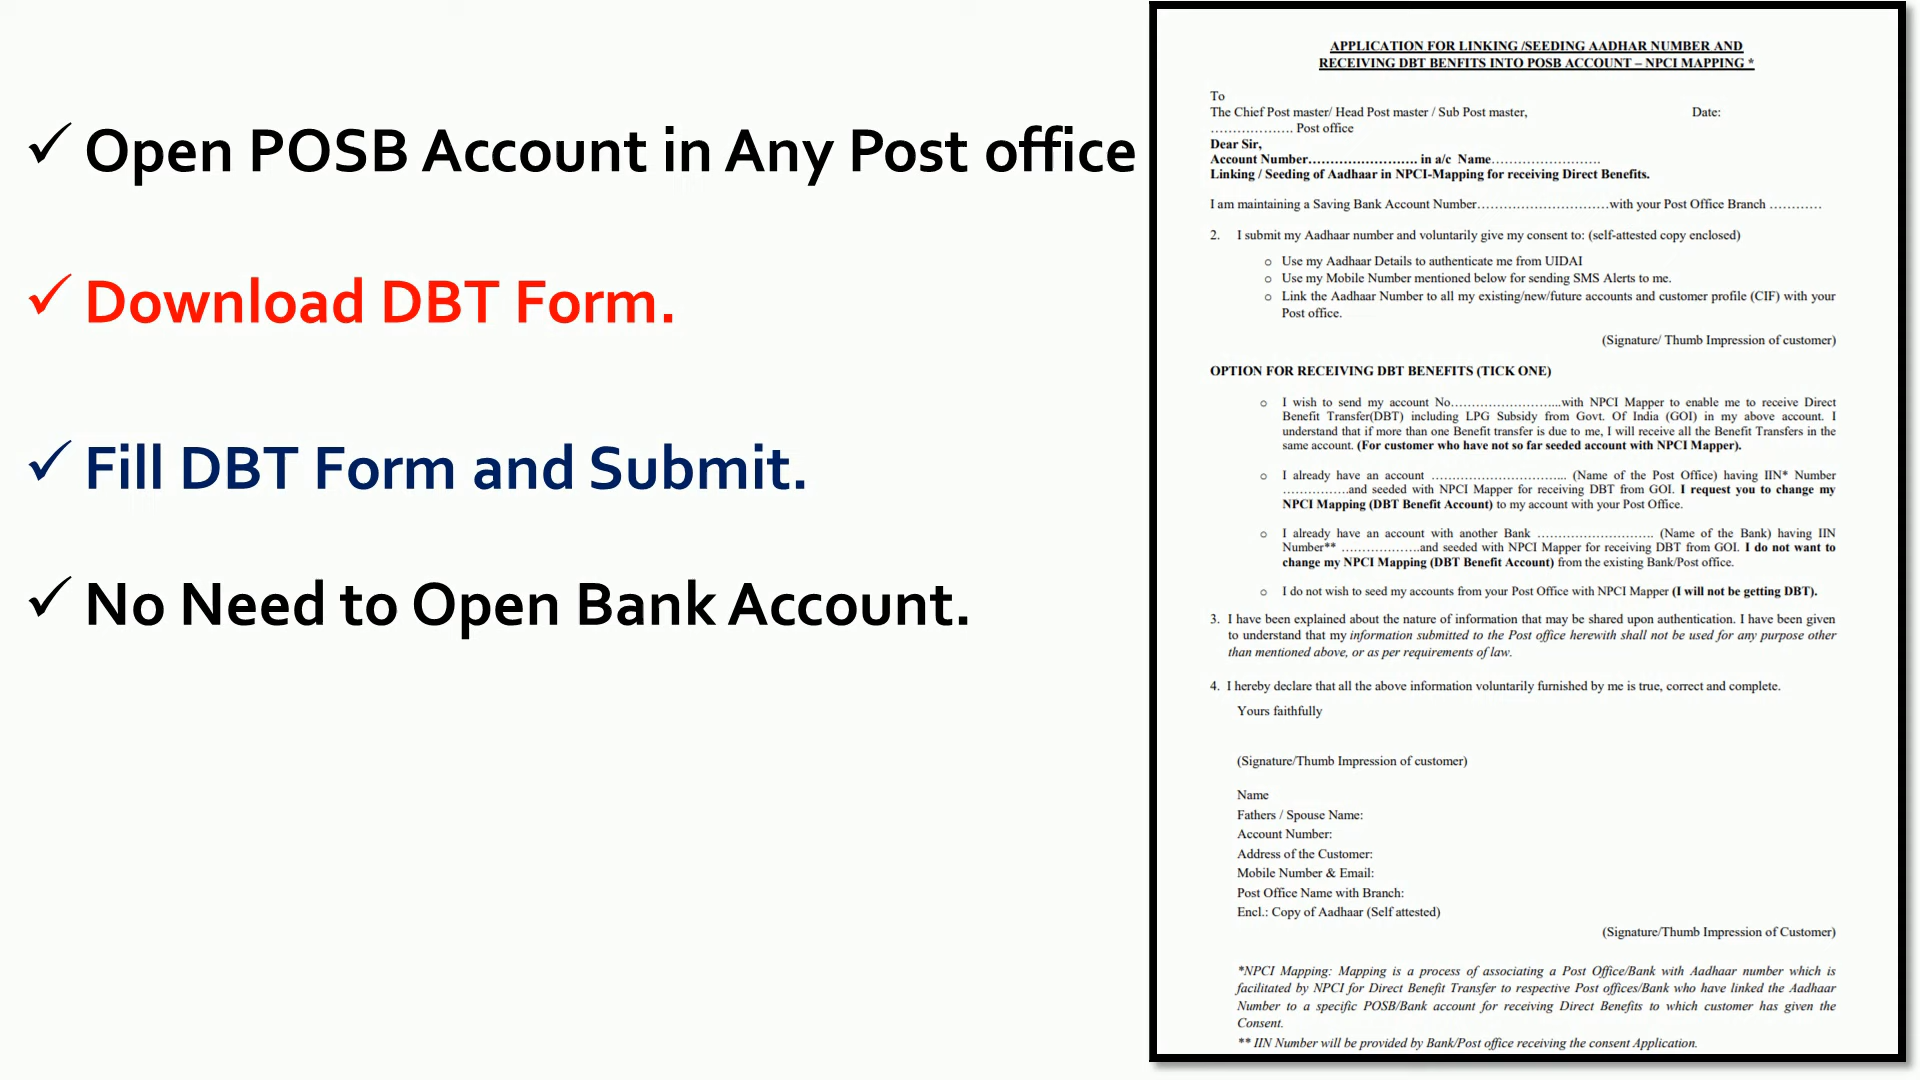 ✓ Open POSB Account in Any Post office
✓ Download DBT Form.
✓ Fill DBT Form and Submit.
✓ No Need to Open Bank Account.
APPLICATION FOR LINKING /SEEDING AADHAR NUMBER AND
RECEIVING DBT BENFITS INTO POSB ACCOUNT – NPCI MAPPING *
To
The Chief Post master/ Head Post master / Sub Post master, Date:
………………. Post office
Dear Sir,
Account Number……………………. in a/c Name…………………….
Linking / Seeding of Aadhaar in NPCI-Mapping for receiving Direct Benefits.
I am maintaining a Saving Bank Account Number…………………………with your Post Office Branch …………
2. I submit my Aadhaar number and voluntarily give my consent to: (self-attested copy enclosed)
o Use my Aadhaar Details to authenticate me from UIDAI
o Use my Mobile Number mentioned below for sending SMS Alerts to me.
o Link the Aadhaar Number to all my existing/new/future accounts and customer profile (CIF) with your
Post office.
(Signature/ Thumb Impression of customer)
OPTION FOR RECEIVING DBT BENEFITS (TICK ONE)
o I wish to send my account No……………………...with NPCI Mapper to enable me to receive Direct
Benefit Transfer(DBT) including LPG Subsidy from Govt. Of India (GOI) in my above account. I
understand that if more than one Benefit transfer is due to me, I will receive all the Benefit Transfers in the
same account. (For customer who have not so far seeded account with NPCI Mapper).
o I already have an account ………………………... (Name of the Post Office) having IIN* Number
……………and seeded with NPCI Mapper for receiving DBT from GOI. I request you to change my
NPCI Mapping (DBT Benefit Account) to my account with your Post Office.
o I already have an account with another Bank …………………….. (Name of the Bank) having IIN
Number** ……………….and seeded with NPCI Mapper for receiving DBT from GOI. I do not want to
change my NPCI Mapping (DBT Benefit Account) from the existing Bank/Post office.
o I do not wish to seed my accounts from your Post Office with NPCI Mapper (I will not be getting DBT).
3. I have been explained about the nature of information that may be shared upon authentication. I have been given
to understand that my information submitted to the Post office herewith shall not be used for any purpose other
than mentioned above, or as per requirements of law.
4. I hereby declare that all the above information voluntarily furnished by me is true, correct and complete.
Yours faithfully
(Signature/Thumb Impression of customer)
Name
Fathers / Spouse Name:
Account Number:
Address of the Customer:
Mobile Number & Email:
Post Office Name with Branch:
Encl.: Copy of Aadhaar (Self attested)
(Signature/Thumb Impression of Customer)
*NPCI Mapping: Mapping is a process of associating a Post Office/Bank with Aadhaar number which is
facilitated by NPCI for Direct Benefit Transfer to respective Post offices/Bank who have linked the Aadhaar
Number to a specific POSB/Bank account for receiving Direct Benefits to which customer has given the
Consent.
** IIN Number will be provided by Bank/Post office receiving the consent Application.